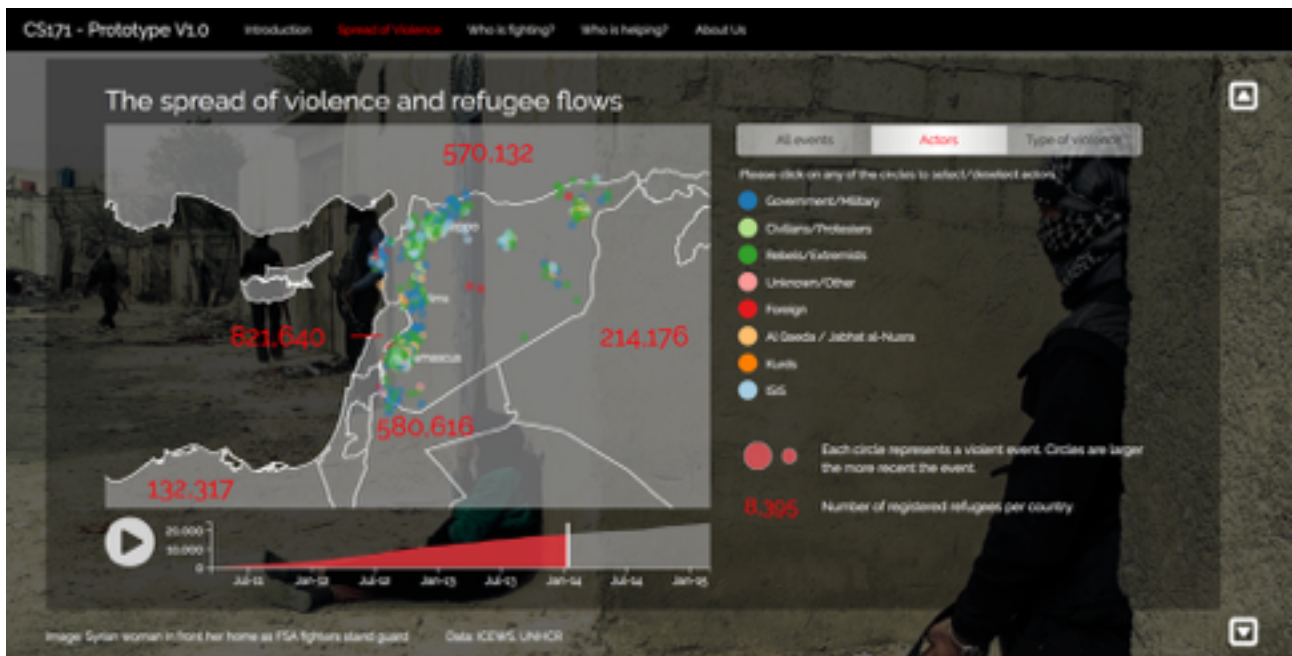 CS171 - Prototype V1.0 Introduction Spread of Violence Who is fighting? Who is helping? About Us
The spread of violence and refugee flows
All events Actors Type of violence
Please click on any of the circles to select/deselect actors.
570,132
Government/Military
Civilians/Protesters
Rebels/Extremists
Unknown/Other
Foreign
Al Qaeda / Jabhat al-Nusra
Kurds
ISIS
821,640
214,176
580,616
132,317
Each circle represents a violent event. Circles are larger
the more recent the event.
8,395 Number of registered refugees per country
20,000
10,000
0
Jul-11 Jan-12 Jul-12 Jan-13 Jul-13 Jan-14 Jul-14 Jan-15
Image: Syrian woman in front her home as FSA fighters stand guard Data: ICEWS, UNHCR